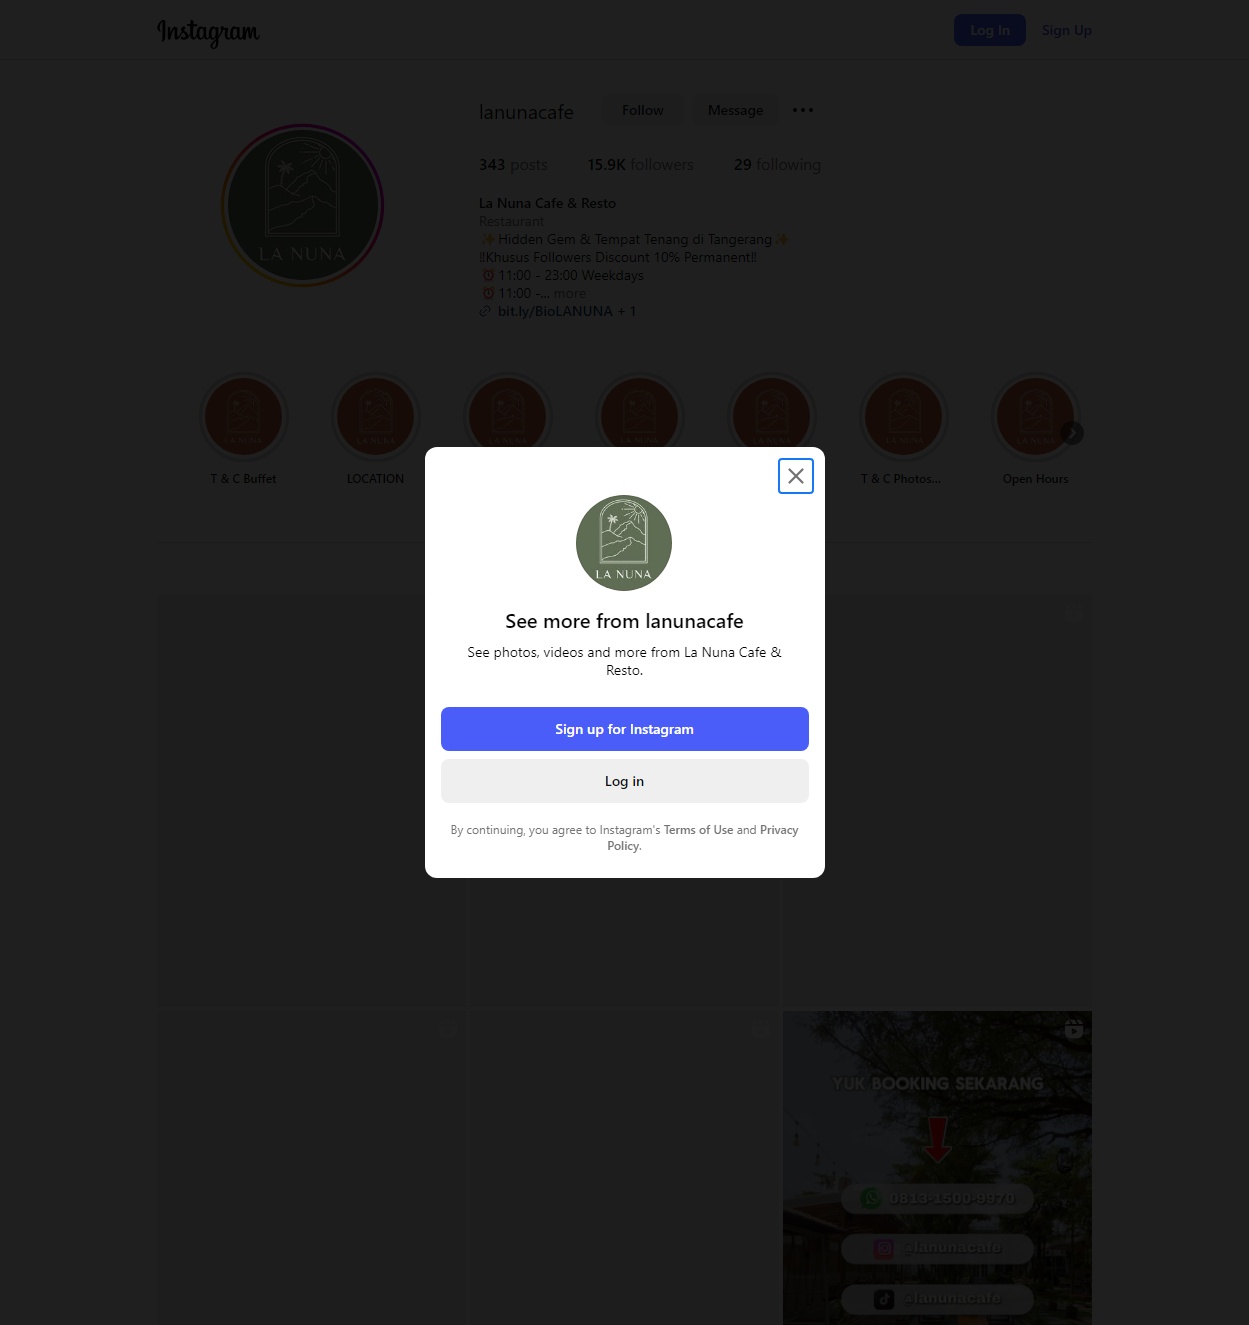 Instagram
Log In
Sign Up
lanunacafe
Follow
Message
343 posts
15.9K followers
29 following
La Nuna Cafe & Resto
Restaurant
✨Hidden Gem & Tempat Tenang di Tangerang✨
‼️Khusus Followers Discount 10% Permanent‼️
⏰11:00 - 23:00 Weekdays
⏰11:00 -... more
bit.ly/BioLANUNA + 1
LA NUNA
T & C Buffet
LOCATION
T & C Photos...
Open Hours
LA NUNA
See more from lanunacafe
See photos, videos and more from La Nuna Cafe &
Resto.
Sign up for Instagram
Log in
By continuing, you agree to Instagram's Terms of Use and Privacy
Policy.
YUK BOOKING SEKARANG
0813-1500-9970
@lanunacafe
@lanunacafe